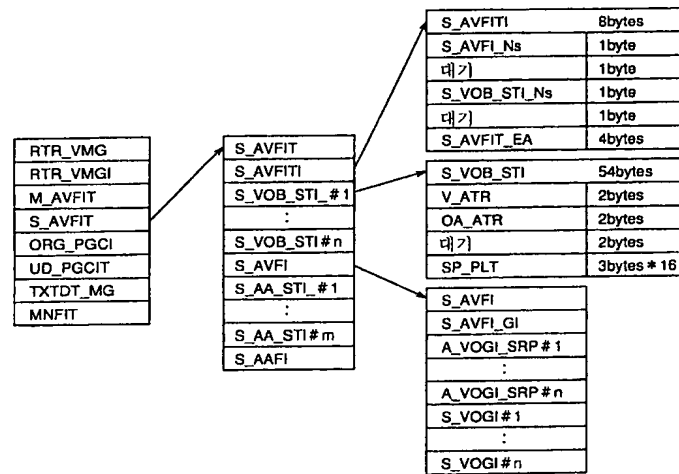 RTR_VMG
RTR_VMGI
M_AVFIT
S_AVFIT
ORG_PGCI
UD_PGCIT
TXTDT_MG
MNFIT
S_AVFIT
S_AVFITI
S_VOB_STI_#1
:
S_VOB_STI#n
S_AVFI
S_AA_STI_#1
:
S_AA_STI#m
S_AAFI
S_AVFITI 8bytes
S_AVFI_Ns 1byte
대기 1byte
S_VOB_STI_Ns 1byte
대기 1byte
S_AVFIT_EA 4bytes
S_VOB_STI 54bytes
V_ATR 2bytes
OA_ATR 2bytes
대기 2bytes
SP_PLT 3bytes*16
S_AVFI
S_AVFI_GI
A_VOGI_SRP#1
:
A_VOGI_SRP#n
S_VOGI#1
:
S_VOGI#n